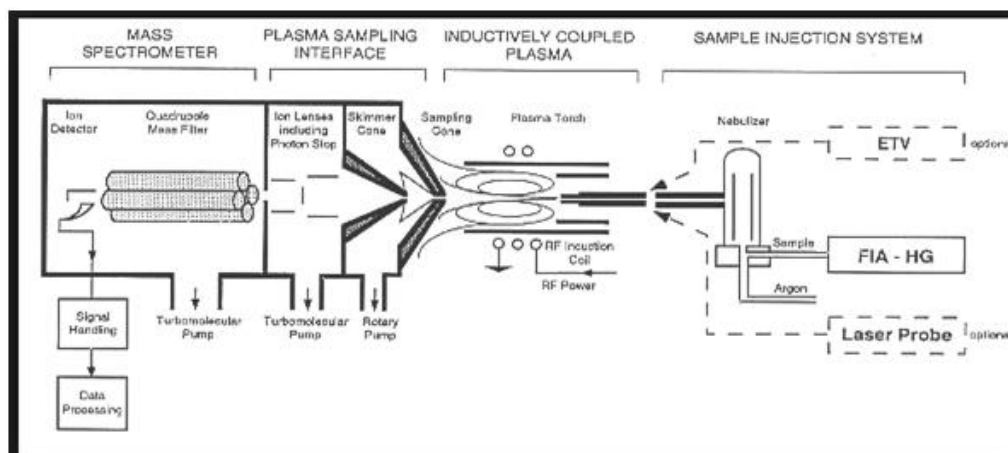 MASS
SPECTROMETER
PLASMA SAMPLING
INTERFACE
INDUCTIVELY COUPLED
PLASMA
SAMPLE INJECTION SYSTEM
Ion
Detector
Quadrupole
Mass Filter
Ion Lenses
including
Photon Stop
Skimmer
Cone
Sampling
Cone
Plasma Torch
Nebulizer
ETV
optional
Sample
FIA - HG
Argon
RF Induction
Coil
RF Power
Laser Probe
optional
Turbomolecular
Pump
Turbomolecular
Pump
Rotary
Pump
Signal
Handling
Data
Processing